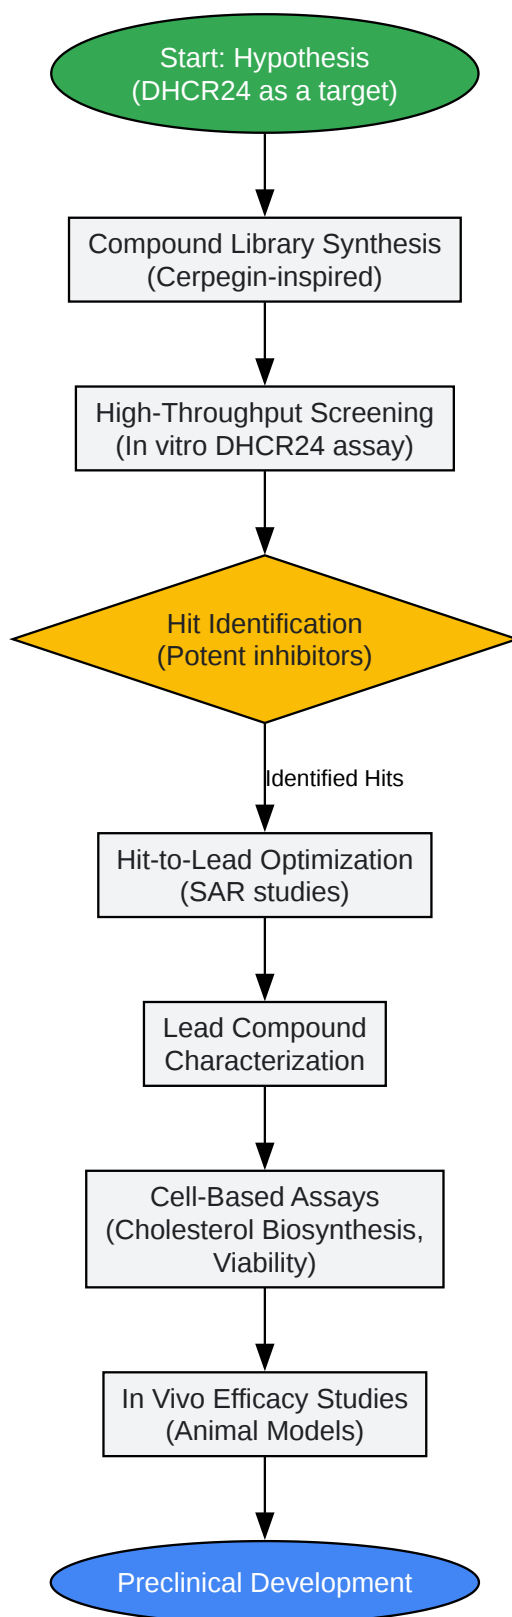 Start: Hypothesis
(DHCR24 as a target)
Compound Library Synthesis
(Cerpegin-inspired)
High-Throughput Screening
(In vitro DHCR24 assay)
Hit Identification
(Potent inhibitors)
Identified Hits
Hit-to-Lead Optimization
(SAR studies)
Lead Compound
Characterization
Cell-Based Assays
(Cholesterol Biosynthesis,
Viability)
In Vivo Efficacy Studies
(Animal Models)
Preclinical Development